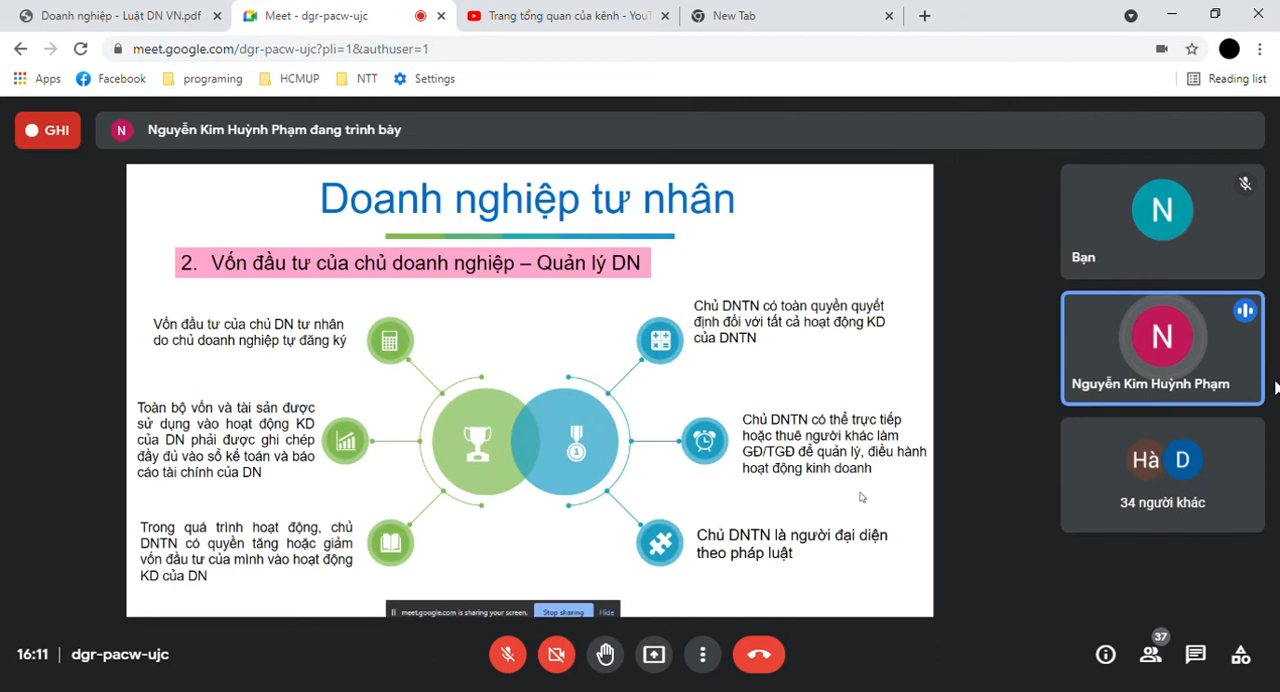 Doanh nghiệp - Luật DN VN.pdf
Meet - dgr-pacw-ujc
Trang tổng quan của kênh - YouT
New Tab
meet.google.com/dgr-pacw-ujc?pli=1&authuser=1
Apps
Facebook
programing
HCMUP
NTT
Settings
Reading list
GHI
N
Nguyễn Kim Huỳnh Phạm đang trình bày
Doanh nghiệp tư nhân
2. Vốn đầu tư của chủ doanh nghiệp – Quản lý DN
Vốn đầu tư của chủ DN tư nhân
do chủ doanh nghiệp tự đăng ký
Toàn bộ vốn và tài sản được
sử dụng vào hoạt động KD
của DN phải được ghi chép
đầy đủ vào sổ kế toán và báo
cáo tài chính của DN
Trong quá trình hoạt động, chủ
DNTN có quyền tăng hoặc giảm
vốn đầu tư của mình vào hoạt động
KD của DN
1
Chủ DNTN có toàn quyền quyết
định đối với tất cả hoạt động KD
của DNTN
Chủ DNTN có thể trực tiếp
hoặc thuê người khác làm
GĐ/TGĐ để quản lý, điều hành
hoạt động kinh doanh
Chủ DNTN là người đại diện
theo pháp luật
meet.google.com is sharing your screen.
Stop sharing
Hide
N
Bạn
N
Nguyễn Kim Huỳnh Phạm
Hà
D
34 người khác
16:11
dgr-pacw-ujc
37